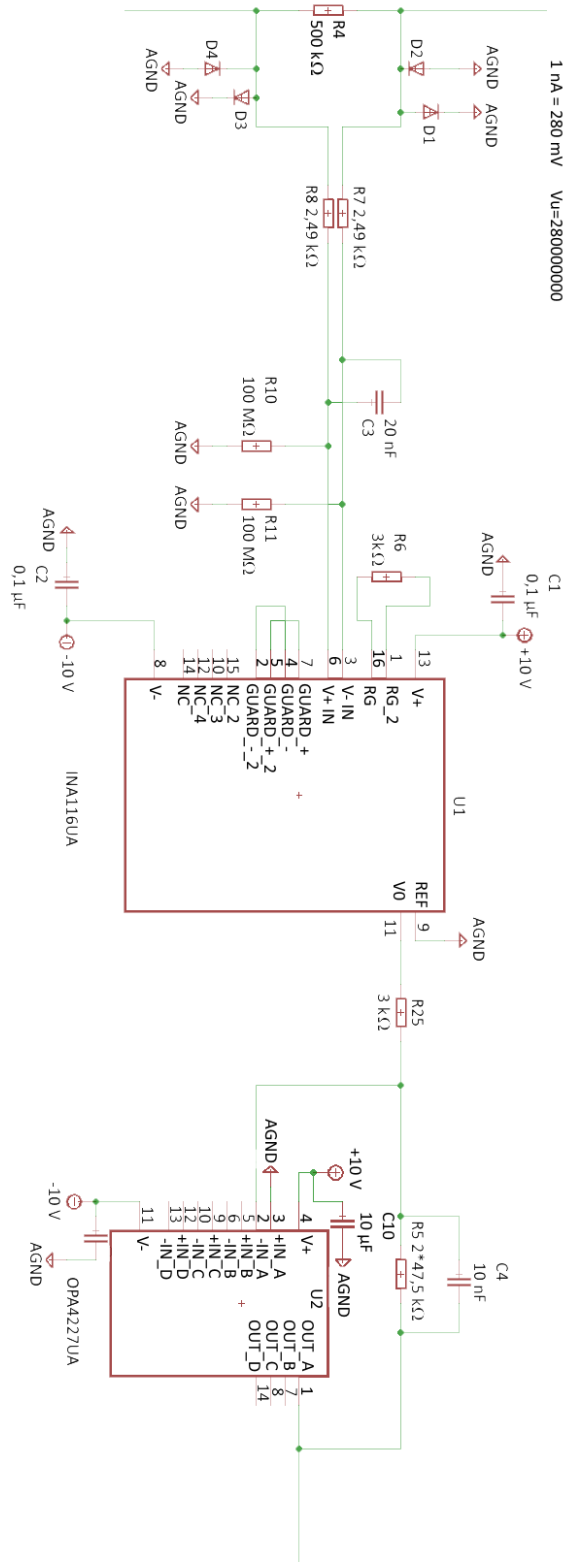 1 nA = 280 mV Vu=280000000
R4
500 kΩ
D2
AGND
D1
AGND
D4
AGND
D3
AGND
R7 2,49 kΩ
R8 2,49 kΩ
20 nF
C3
R10
100 MΩ
AGND
R11
100 MΩ
AGND
R6
3kΩ
C1
0,1 µF
AGND
+10 V
AGND
C2
0,1 µF
-10 V
13
V+
1
RG_2
16
RG
3
V- IN
6
V+ IN
7
GUARD_+
4
GUARD_-
5
GUARD_+_2
2
GUARD_-_2
15
NC_2
10
NC_3
12
NC_4
14
NC
8
V-
U1
INA116UA
REF
9
AGND
V0
11
R25
3 kΩ
+10 V
C10
10 µF
AGND
AGND
C4
10 nF
R5 2*47,5 kΩ
4
V+
3
+IN_A
2
-IN_A
5
+IN_B
6
-IN_B
9
+IN_C
10
-IN_C
12
+IN_D
13
-IN_D
11
V-
-10 V
AGND
U2
OPA4227UA
OUT_A
1
OUT_B
7
OUT_C
8
OUT_D
14